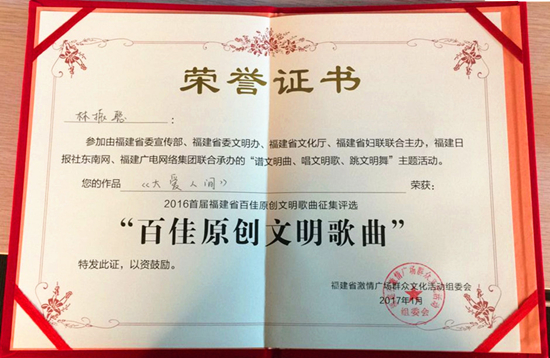 荣誉证书
林振聪：
参加由福建省委宣传部、福建省委文明办、福建省文化厅、福建省妇联联合主办，福建日
报社东南网、福建广电网络集团联合承办的“谱文明曲、唱文明歌、跳文明舞”主题活动。
您的作品《大爱人间》荣获：
2016首届福建省百佳原创文明歌曲征集评选
“百佳原创文明歌曲”
特发此证，以资鼓励。
福建省激情广场群众文化活动组委会
2017年1月
组委会